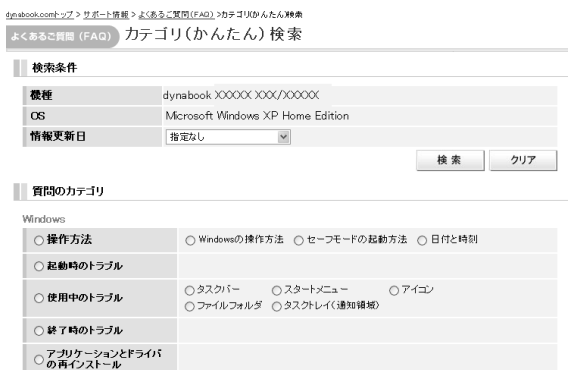 dynabook.comトップ > サポート情報 > よくあるご質問(FAQ) >カテゴリ(かんたん)検索
よくあるご質問 (FAQ) カテゴリ(かんたん) 検索
検索条件
機種 dynabook XXXXX XXX/XXXXX
OS Microsoft Windows XP Home Edition
情報更新日 指定なし
検索 クリア
質問のカテゴリ
Windows
操作方法 Windowsの操作方法 セーフモードの起動方法 日付と時刻
起動時のトラブル
使用中のトラブル タスクバー スタートメニュー アイコン
ファイルフォルダ タスクトレイ(通知領域)
終了時のトラブル
アプリケーションとドライバ
の再インストール